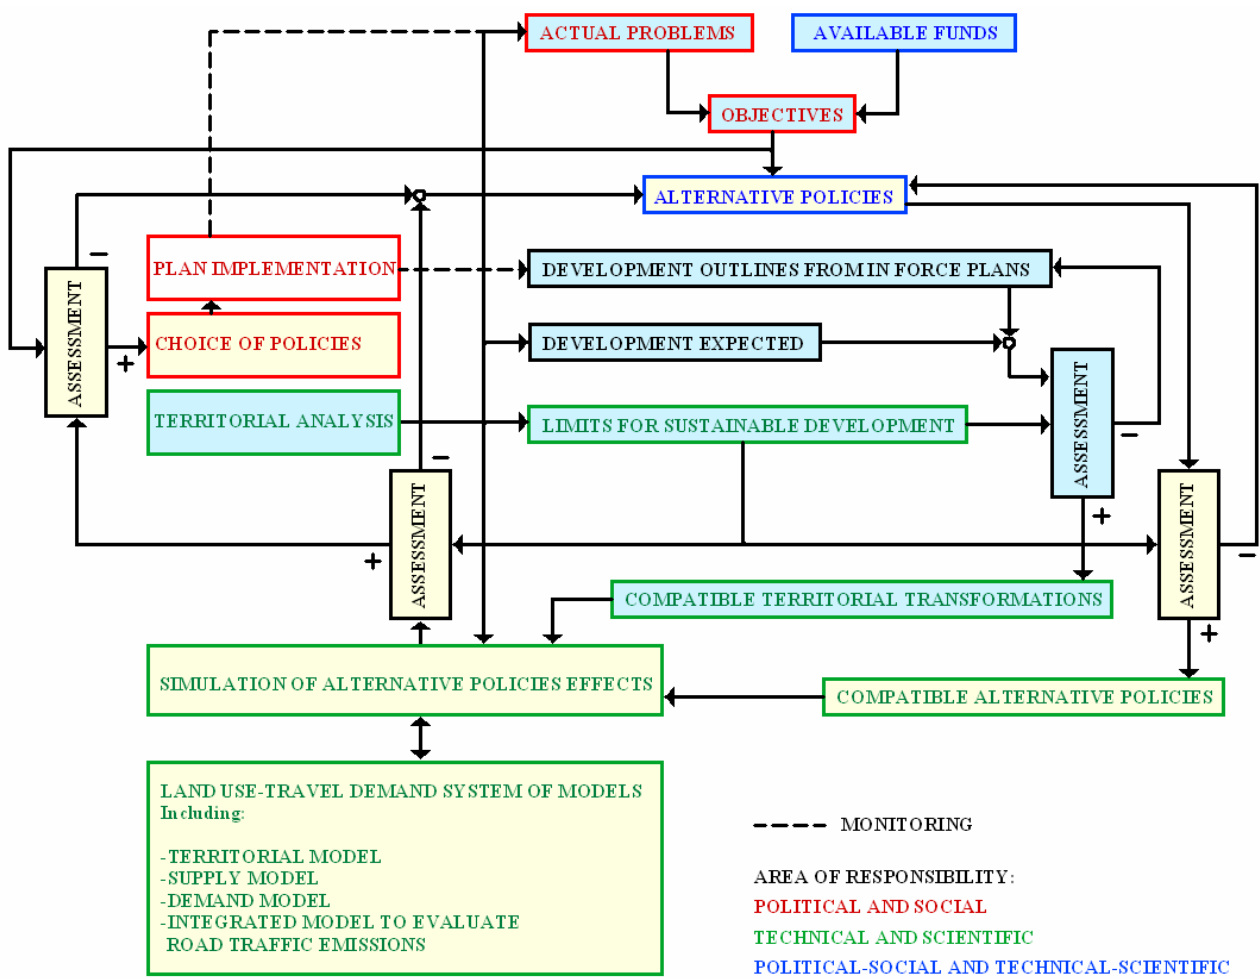 ACTUAL PROBLEMS
AVAILABLE FUNDS
OBJECTIVES
ALTERNATIVE POLICIES
−
PLAN IMPLEMENTATION
DEVELOPMENT OUTLINES FROM IN FORCE PLANS
ASSESSMENT
+
CHOICE OF POLICIES
DEVELOPMENT EXPECTED
TERRITORIAL ANALYSIS
LIMITS FOR SUSTAINABLE DEVELOPMENT
ASSESSMENT
−
−
+
ASSESSMENT
+
ASSESSMENT
−
+
COMPATIBLE TERRITORIAL TRANSFORMATIONS
SIMULATION OF ALTERNATIVE POLICIES EFFECTS
COMPATIBLE ALTERNATIVE POLICIES
LAND USE-TRAVEL DEMAND SYSTEM OF MODELS
Including:
-TERRITORIAL MODEL
-SUPPLY MODEL
-DEMAND MODEL
-INTEGRATED MODEL TO EVALUATE
ROAD TRAFFIC EMISSIONS
MONITORING
AREA OF RESPONSIBILITY:
POLITICAL AND SOCIAL
TECHNICAL AND SCIENTIFIC
POLITICAL-SOCIAL AND TECHNICAL-SCIENTIFIC